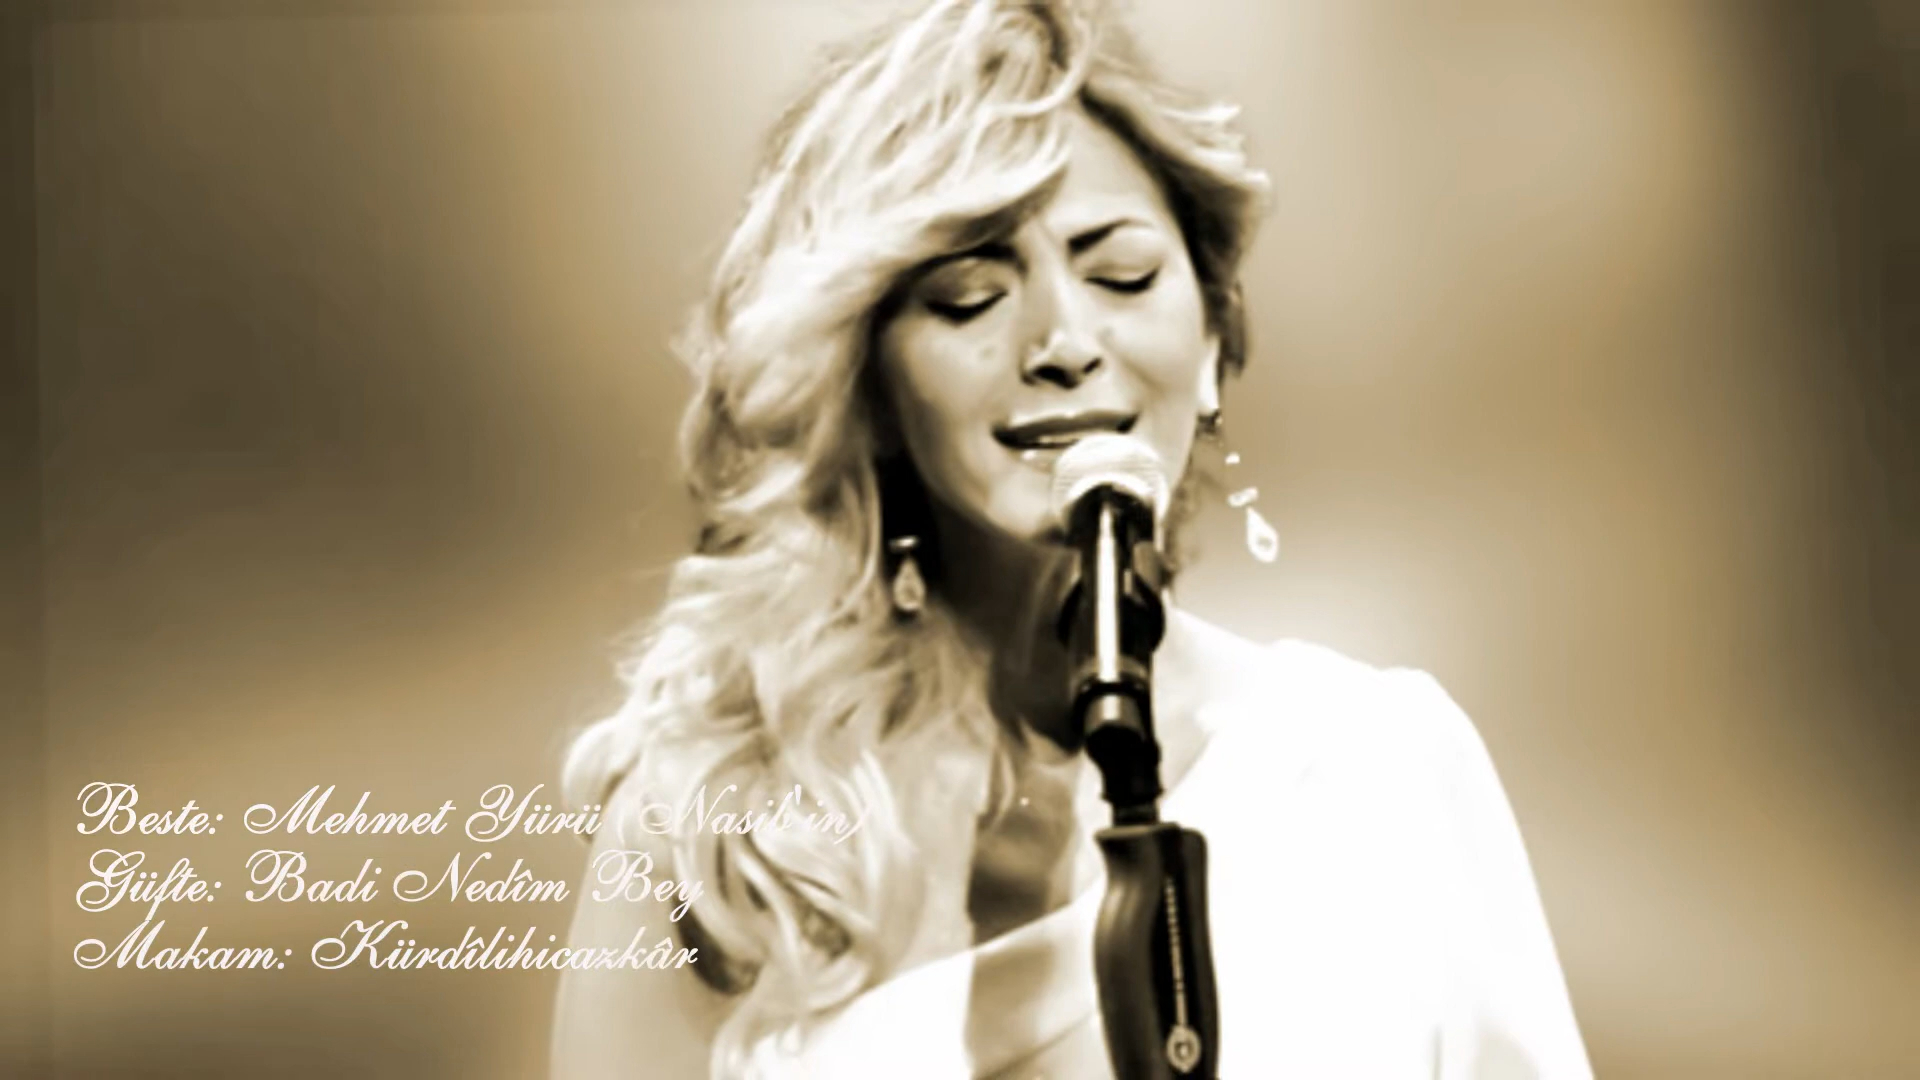 Beste: Mehmet Yürü (Nasib'in)
Güfte: Badi Nedîm Bey
Makam: Kürdîlihicazkâr